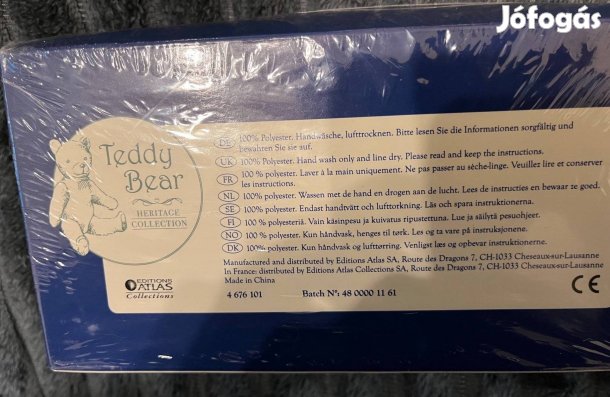 Jófogás
Teddy
Bear
HERITAGE
COLLECTION
DE 100% Polyester. Handwäsche, lufttrocknen. Bitte lesen Sie die Informationen sorgfältig und
bewahren Sie sie auf.
UK 100% Polyester. Hand wash only and line dry. Please read and keep the instructions.
FR 100 % polyester. Laver à la main uniquement. Ne pas passer au sèche-linge. Veuillez lire et conserver
les instructions.
NL 100% polyester. Wassen met de hand en drogen aan de lucht. Lees de instructies en bewaar ze goed.
SE 100% polyester. Endast handtvätt och lufttorkning. Läs och spara instruktionerna.
FI 100 % polyesteriä. Vain käsinpesu ja kuivatus ripustettuna. Lue ja säilytä pesuohjeet.
NO 100 % polyester. Kun håndvask, henges til tørk. Les og ta vare på instruksjonene.
DK 100% polyester. Kun håndvask og lufttørring. Venligst læs og opbevar instruktionerne.
Manufactured and distributed by Editions Atlas SA, Route des Dragons 7, CH-1033 Cheseaux-sur-Lausanne
In France: distributed by Editions Atlas Collections SA, Route des Dragons 7, CH-1033 Cheseaux-sur-Lausanne
Made in China
EDITIONS
ATLAS
Collections
4 676 101 Batch N°: 48 0000 11 61
CE